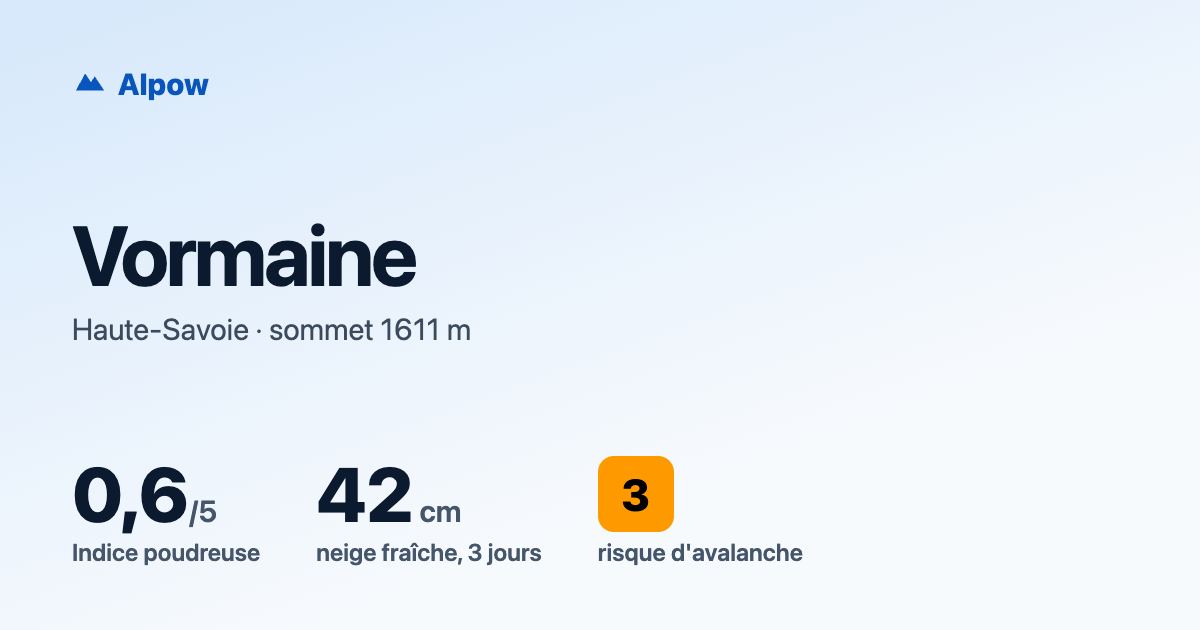 Alpow
Vormaine
Haute-Savoie · sommet 1611 m
0,6/5
Indice poudreuse
42 cm
neige fraîche, 3 jours
3
risque d'avalanche